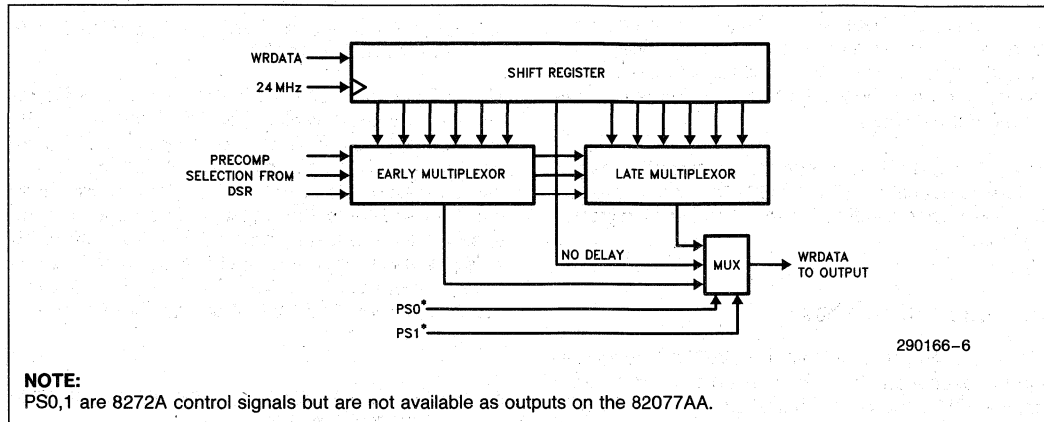 WRDATA
24 MHz
SHIFT REGISTER
PRECOMP
SELECTION FROM
DSR
EARLY MULTIPLEXOR
LATE MULTIPLEXOR
NO DELAY
MUX
WRDATA
TO OUTPUT
PS0*
PS1*
290166-6
NOTE:
PS0,1 are 8272A control signals but are not available as outputs on the 82077AA.